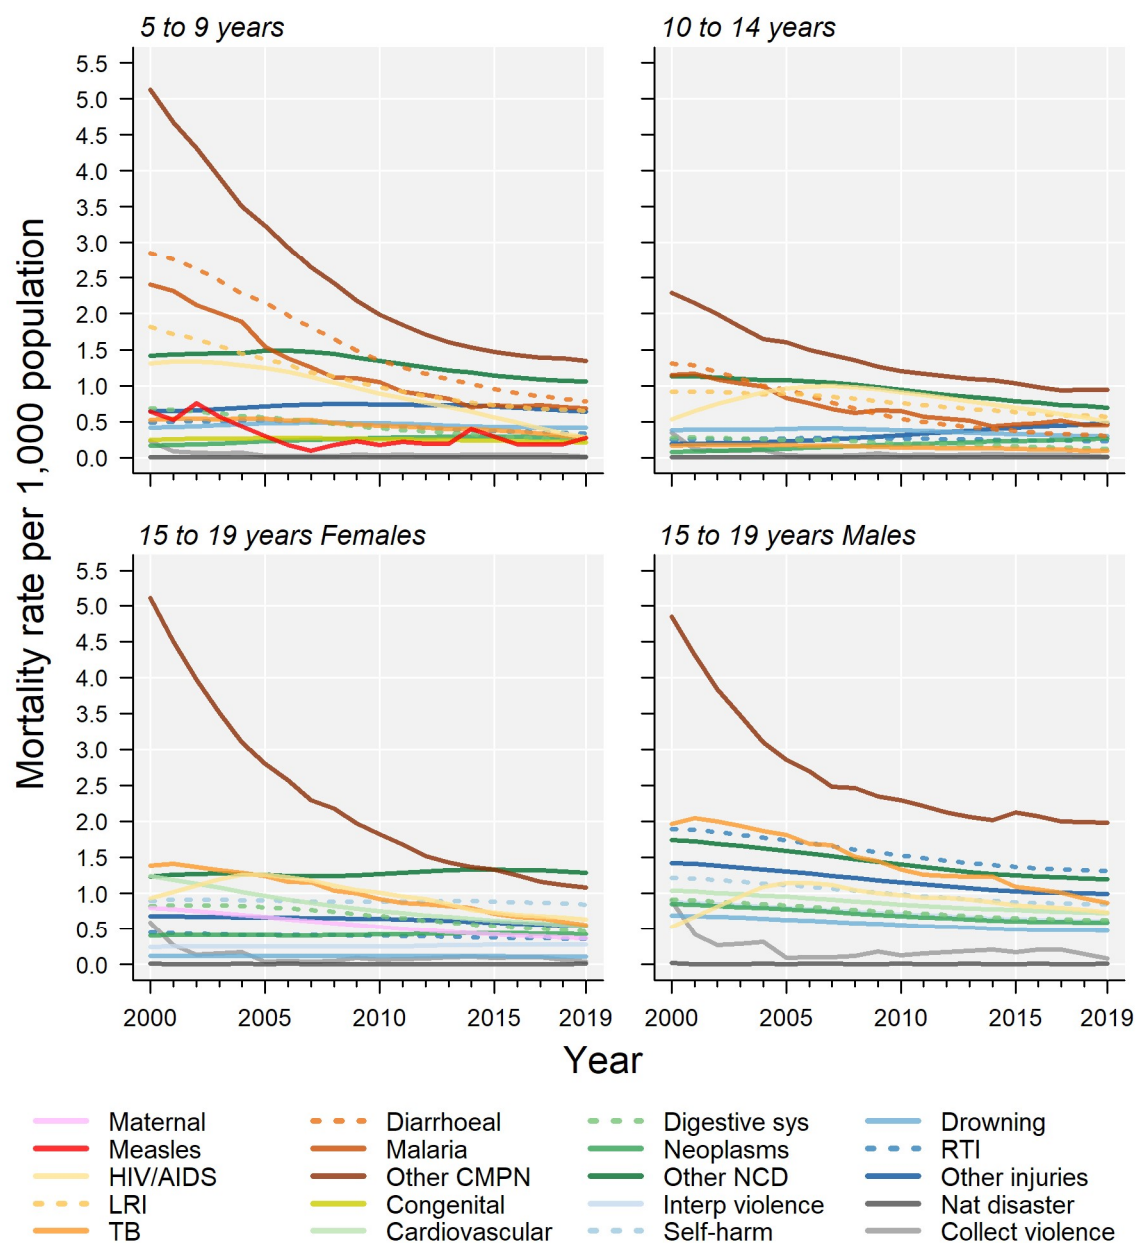 5 to 9 years
10 to 14 years
5.5
5.0
4.5
4.0
3.5
3.0
2.5
2.0
1.5
1.0
0.5
0.0
Mortality rate per 1,000 population
15 to 19 years Females
15 to 19 years Males
5.5
5.0
4.5
4.0
3.5
3.0
2.5
2.0
1.5
1.0
0.5
0.0
2000 2005 2010 2015 2019
2000 2005 2010 2015 2019
Year
Maternal Diarrhoeal Digestive sys Drowning
Measles Malaria Neoplasms RTI
HIV/AIDS Other CMPN Other NCD Other injuries
LRI Congenital Interp violence Nat disaster
TB Cardiovascular Self-harm Collect violence